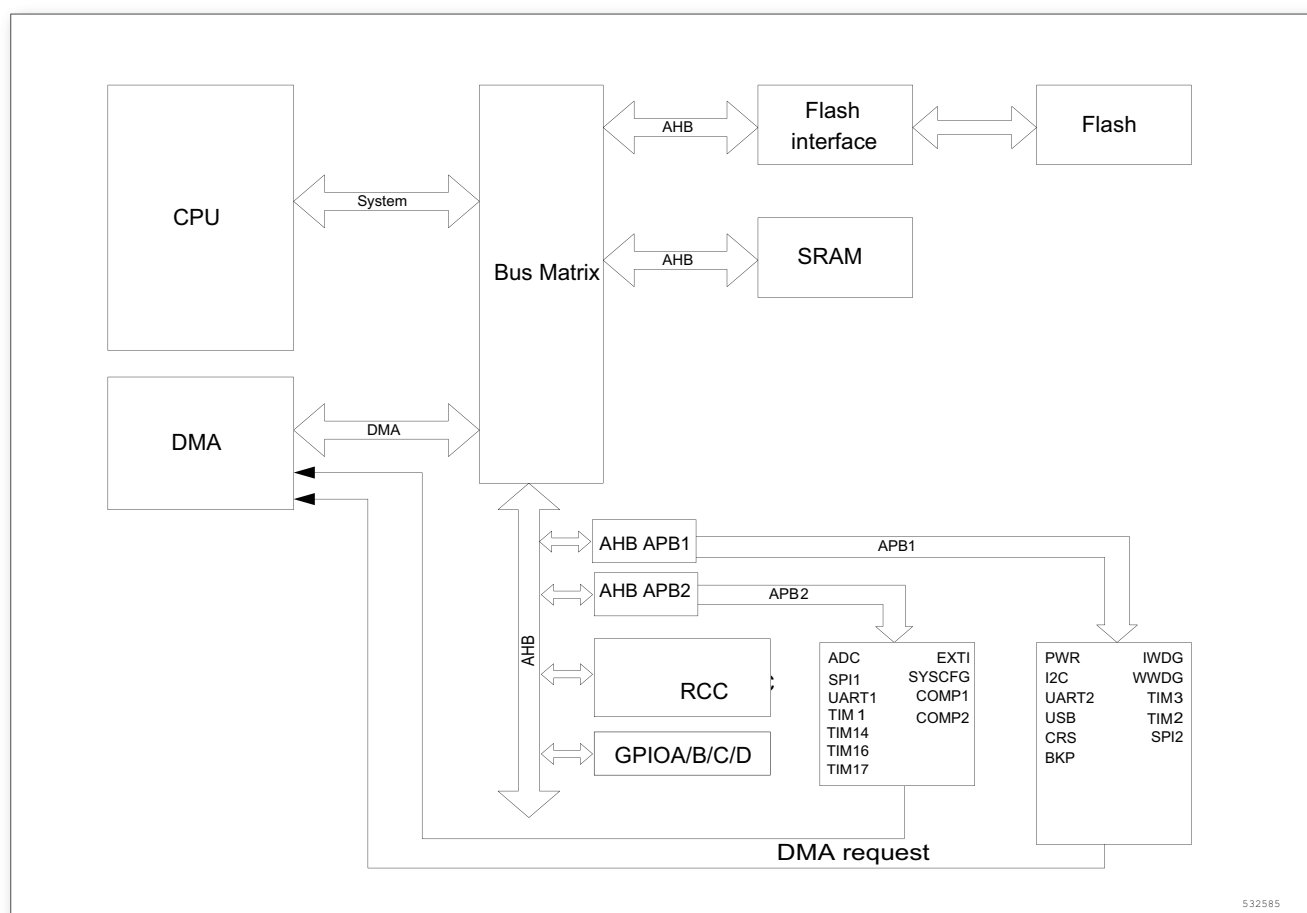 CPU
System
Bus Matrix
AHB
Flash
interface
Flash
AHB
SRAM
DMA
DMA
AHB
AHB APB1
APB1
AHB APB2
APB2
RCC
GPIOA/B/C/D
ADC
SPI1
UART1
TIM 1
TIM14
TIM16
TIM17
EXTI
SYSCFG
COMP1
COMP2
PWR
I2C
UART2
USB
CRS
BKP
IWDG
WWDG
TIM3
TIM2
SPI2
DMA request
532585